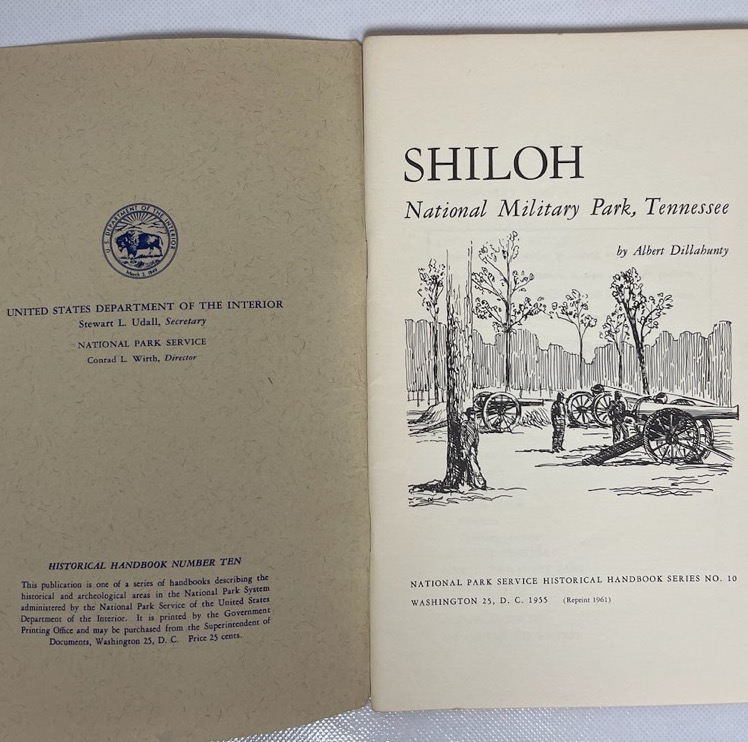 U. S. DEPARTMENT OF THE INTERIOR
March 3, 1849
UNITED STATES DEPARTMENT OF THE INTERIOR
Stewart L. Udall, Secretary
NATIONAL PARK SERVICE
Conrad L. Wirth, Director
HISTORICAL HANDBOOK NUMBER TEN
This publication is one of a series of handbooks describing the
historical and archeological areas in the National Park System
administered by the National Park Service of the United States
Department of the Interior. It is printed by the Government
Printing Office and may be purchased from the Superintendent of
Documents, Washington 25, D. C. Price 25 cents.
SHILOH
National Military Park, Tennessee
by Albert Dillahunty
NATIONAL PARK SERVICE HISTORICAL HANDBOOK SERIES NO. 10
WASHINGTON 25, D. C. 1955 (Reprint 1961)